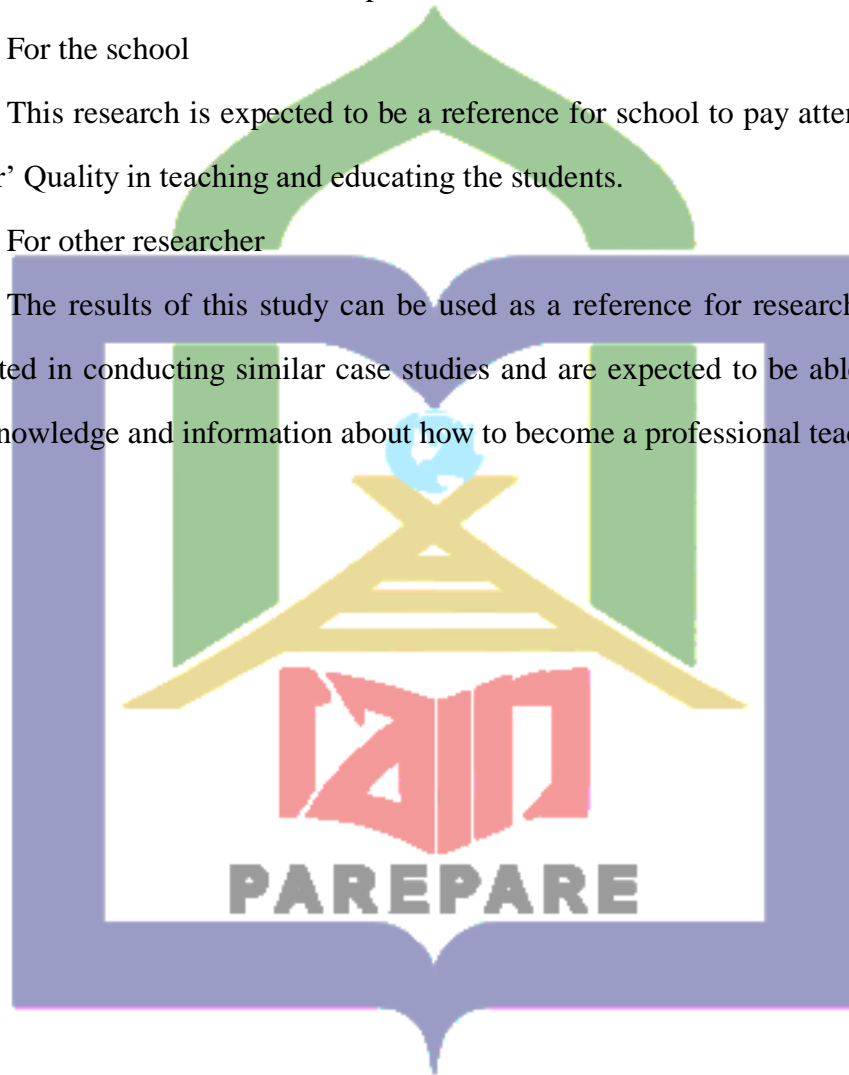 For the school
This research is expected to be a reference for school to pay atten
r’ Quality in teaching and educating the students.
For other researcher
The results of this study can be used as a reference for research
ted in conducting similar case studies and are expected to be able
nowledge and information about how to become a professional tea
iain
PAREPARE